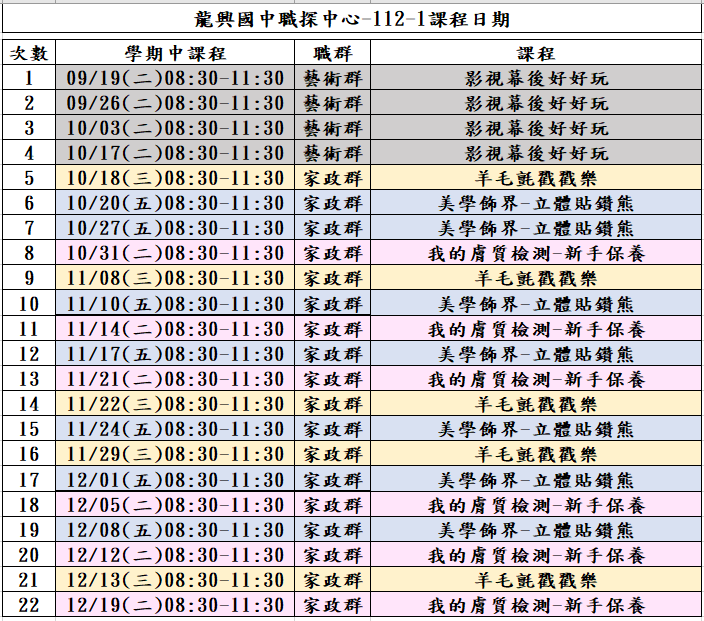 龍興國中職探中心-112-1課程日期
次數 學期中課程 職群 課程
1 09/19(二)08:30-11:30 藝術群 影視幕後好好玩
2 09/26(二)08:30-11:30 藝術群 影視幕後好好玩
3 10/03(二)08:30-11:30 藝術群 影視幕後好好玩
4 10/17(二)08:30-11:30 藝術群 影視幕後好好玩
5 10/18(三)08:30-11:30 家政群 羊毛氈戳戳樂
6 10/20(五)08:30-11:30 家政群 美學飾界-立體貼鑽熊
7 10/27(五)08:30-11:30 家政群 美學飾界-立體貼鑽熊
8 10/31(二)08:30-11:30 家政群 我的膚質檢測-新手保養
9 11/08(三)08:30-11:30 家政群 羊毛氈戳戳樂
10 11/10(五)08:30-11:30 家政群 美學飾界-立體貼鑽熊
11 11/14(二)08:30-11:30 家政群 我的膚質檢測-新手保養
12 11/17(五)08:30-11:30 家政群 美學飾界-立體貼鑽熊
13 11/21(二)08:30-11:30 家政群 我的膚質檢測-新手保養
14 11/22(三)08:30-11:30 家政群 羊毛氈戳戳樂
15 11/24(五)08:30-11:30 家政群 美學飾界-立體貼鑽熊
16 11/29(三)08:30-11:30 家政群 羊毛氈戳戳樂
17 12/01(五)08:30-11:30 家政群 美學飾界-立體貼鑽熊
18 12/05(二)08:30-11:30 家政群 我的膚質檢測-新手保養
19 12/08(五)08:30-11:30 家政群 美學飾界-立體貼鑽熊
20 12/12(二)08:30-11:30 家政群 我的膚質檢測-新手保養
21 12/13(三)08:30-11:30 家政群 羊毛氈戳戳樂
22 12/19(二)08:30-11:30 家政群 我的膚質檢測-新手保養